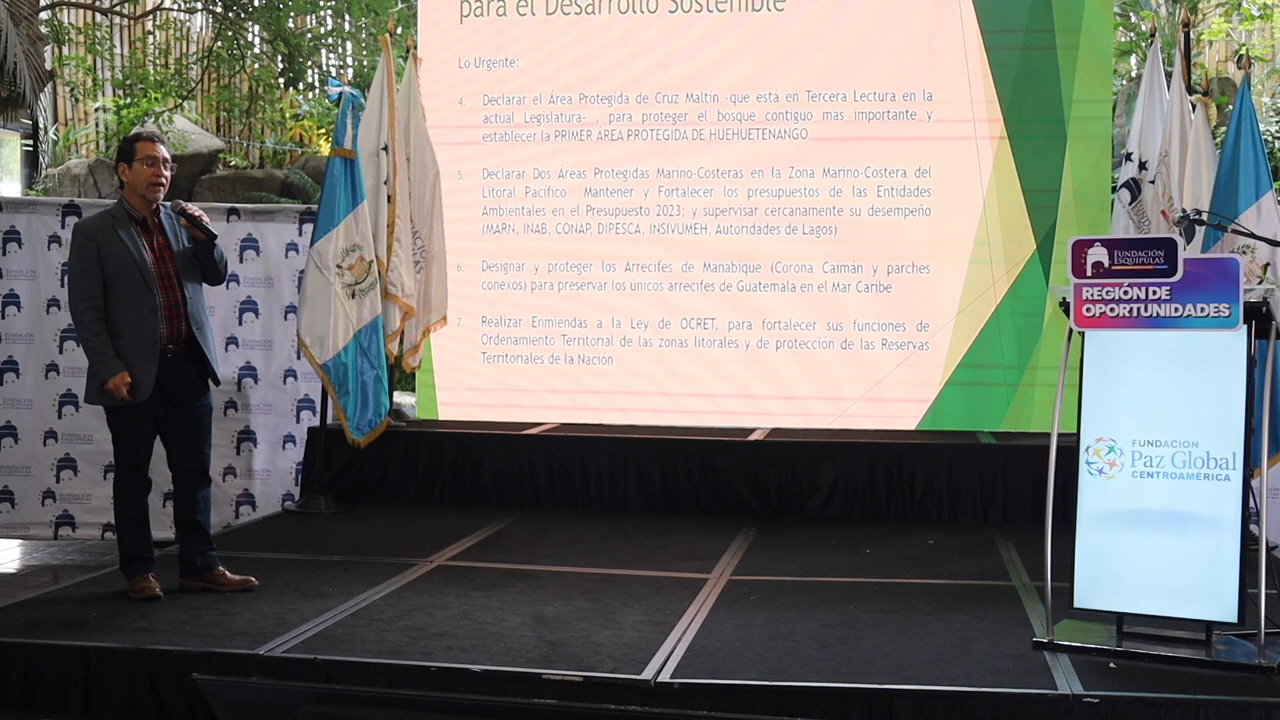 para el Desarrollo Sostenible
Lo Urgente:
4. Declarar el Área Protegida de Cruz Maltín -que está en Tercera Lectura en la
actual Legislatura- , para proteger el bosque contiguo mas importante y
establecer la PRIMER ÁREA PROTEGIDA DE HUEHUETENANGO
5. Declarar Dos Áreas Protegidas Marino-Costeras en la Zona Marino-Costera del
Litoral Pacífico Mantener y Fortalecer los presupuestos de las Entidades
Ambientales en el Presupuesto 2023; y supervisar cercanamente su desempeño
(MARN, INAB, CONAP, DIPESCA, INSIVUMEH, Autoridades de Lagos)
6. Designar y proteger los Arrecifes de Manabique (Corona Caimán y parches
conexos) para preservar los únicos arrecifes de Guatemala en el Mar Caribe
7. Realizar Enmiendas a la Ley de OCRET, para fortalecer sus funciones de
Ordenamiento Territorial de las zonas litorales y de protección de las Reservas
Territoriales de la Nación
FUNDACIÓN
ESQUIPULAS
REGIÓN DE
OPORTUNIDADES
FUNDACION
Paz Global
CENTROAMÉRICA
FUNDACIÓN
ESQUIPULAS